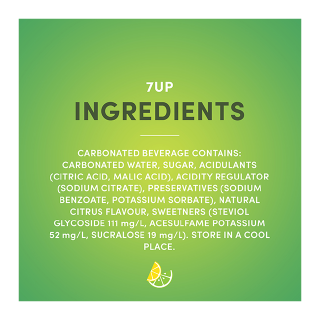 7UP
INGREDIENTS
CARBONATED BEVERAGE CONTAINS:
CARBONATED WATER, SUGAR, ACIDULANTS
(CITRIC ACID, MALIC ACID), ACIDITY REGULATOR
(SODIUM CITRATE), PRESERVATIVES (SODIUM
BENZOATE, POTASSIUM SORBATE), NATURAL
CITRUS FLAVOUR, SWEETNERS (STEVIOL
GLYCOSIDE 111 mg/L, ACESULFAME POTASSIUM
52 mg/L, SUCRALOSE 19 mg/L). STORE IN A COOL
PLACE.